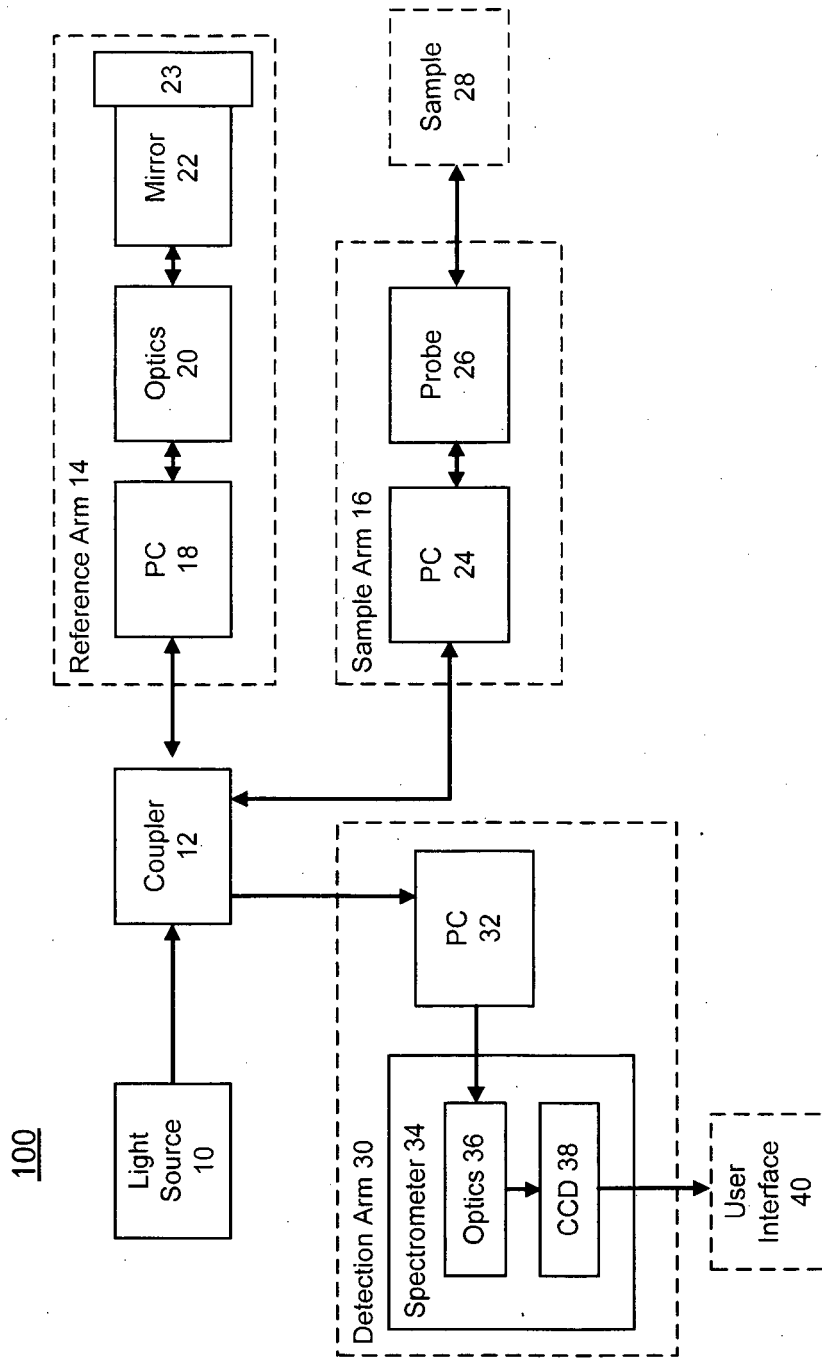 100
Light
Source
10
Coupler
12
Reference Arm 14
PC
18
Optics
20
Mirror
22
23
Sample Arm 16
PC
24
Probe
26
Sample
28
Detection Arm 30
PC
32
Spectrometer 34
Optics 36
CCD 38
User
Interface
40